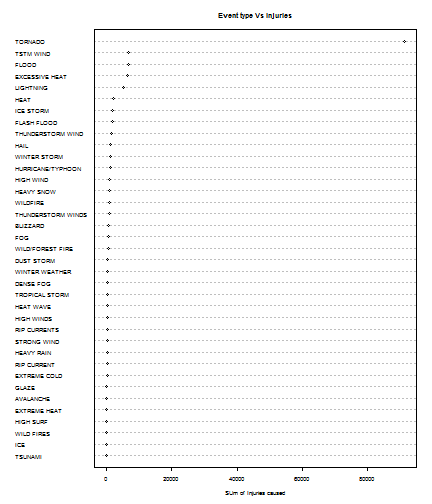 Event type Vs Injuries
TORNADO
TSTM WIND
FLOOD
EXCESSIVE HEAT
LIGHTNING
HEAT
ICE STORM
FLASH FLOOD
THUNDERSTORM WIND
HAIL
WINTER STORM
HURRICANE/TYPHOON
HIGH WIND
HEAVY SNOW
WILDFIRE
THUNDERSTORM WINDS
BLIZZARD
FOG
WILD/FOREST FIRE
DUST STORM
WINTER WEATHER
DENSE FOG
TROPICAL STORM
HEAT WAVE
HIGH WINDS
RIP CURRENTS
STRONG WIND
HEAVY RAIN
RIP CURRENT
EXTREME COLD
GLAZE
AVALANCHE
EXTREME HEAT
HIGH SURF
WILD FIRES
ICE
TSUNAMI
0 20000 40000 60000 80000
SUm of Injuries caused